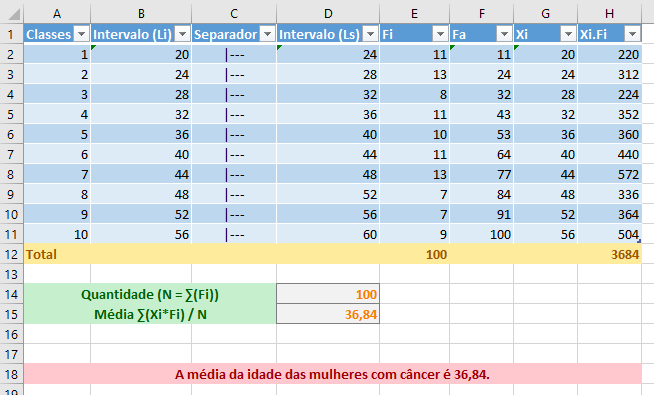 A B C D E F G H
1 Classes Intervalo (Li) Separador Intervalo (Ls) Fi Fa Xi Xi.Fi
2 1 20 |--- 24 11 11 20 220
3 2 24 |--- 28 13 24 24 312
4 3 28 |--- 32 8 32 28 224
5 4 32 |--- 36 11 43 32 352
6 5 36 |--- 40 10 53 36 360
7 6 40 |--- 44 11 64 40 440
8 7 44 |--- 48 13 77 44 572
9 8 48 |--- 52 7 84 48 336
10 9 52 |--- 56 7 91 52 364
11 10 56 |--- 60 9 100 56 504
12 Total 100 3684
13
14 Quantidade (N = ∑(Fi)) 100
15 Média ∑(Xi*Fi) / N 36,84
16
17
18 A média da idade das mulheres com câncer é 36,84.
19